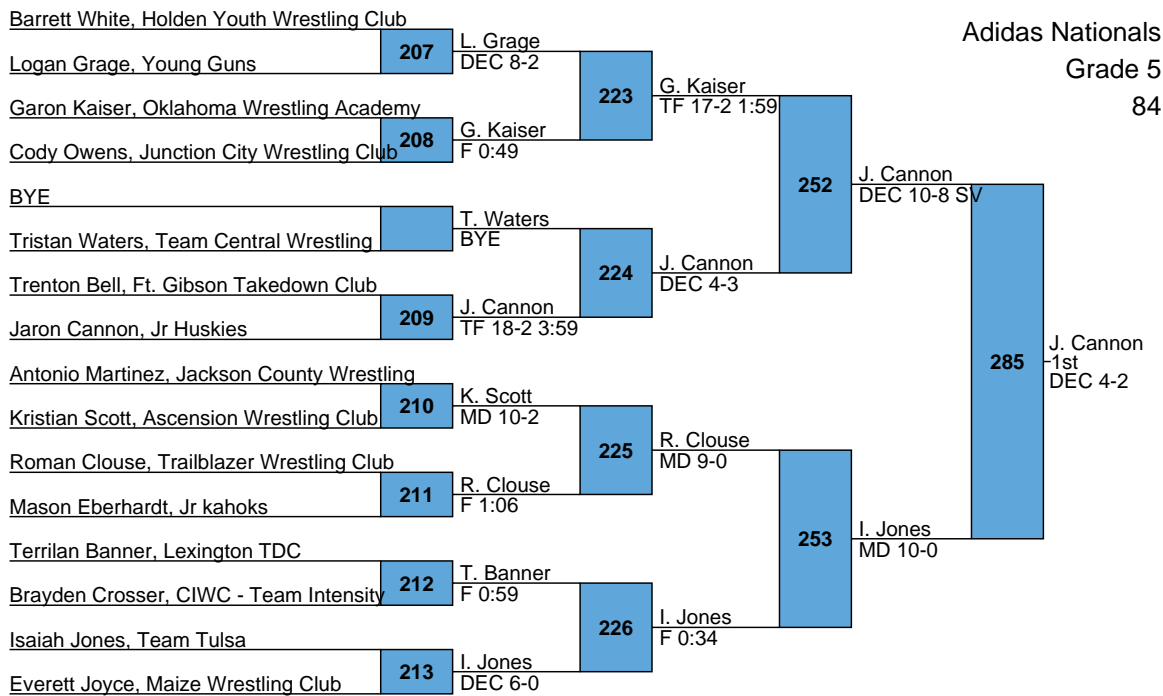 Adidas Nationals
Grade 5
84
Barrett White, Holden Youth Wrestling Club
207
Logan Grage, Young Guns
L. Grage
DEC 8-2
Garon Kaiser, Oklahoma Wrestling Academy
208
Cody Owens, Junction City Wrestling Club
G. Kaiser
F 0:49
223
G. Kaiser
TF 17-2 1:59
BYE
Tristan Waters, Team Central Wrestling
T. Waters
BYE
Trenton Bell, Ft. Gibson Takedown Club
209
Jaron Cannon, Jr Huskies
J. Cannon
TF 18-2 3:59
224
J. Cannon
DEC 4-3
252
J. Cannon
DEC 10-8 SV
Antonio Martinez, Jackson County Wrestling
210
Kristian Scott, Ascension Wrestling Club
K. Scott
MD 10-2
Roman Clouse, Trailblazer Wrestling Club
211
Mason Eberhardt, Jr kahoks
R. Clouse
F 1:06
225
R. Clouse
MD 9-0
Terrilan Banner, Lexington TDC
212
Brayden Crosser, CIWC - Team Intensity
T. Banner
F 0:59
Isaiah Jones, Team Tulsa
213
Everett Joyce, Maize Wrestling Club
I. Jones
DEC 6-0
226
I. Jones
F 0:34
253
I. Jones
MD 10-0
285
J. Cannon
1st
DEC 4-2